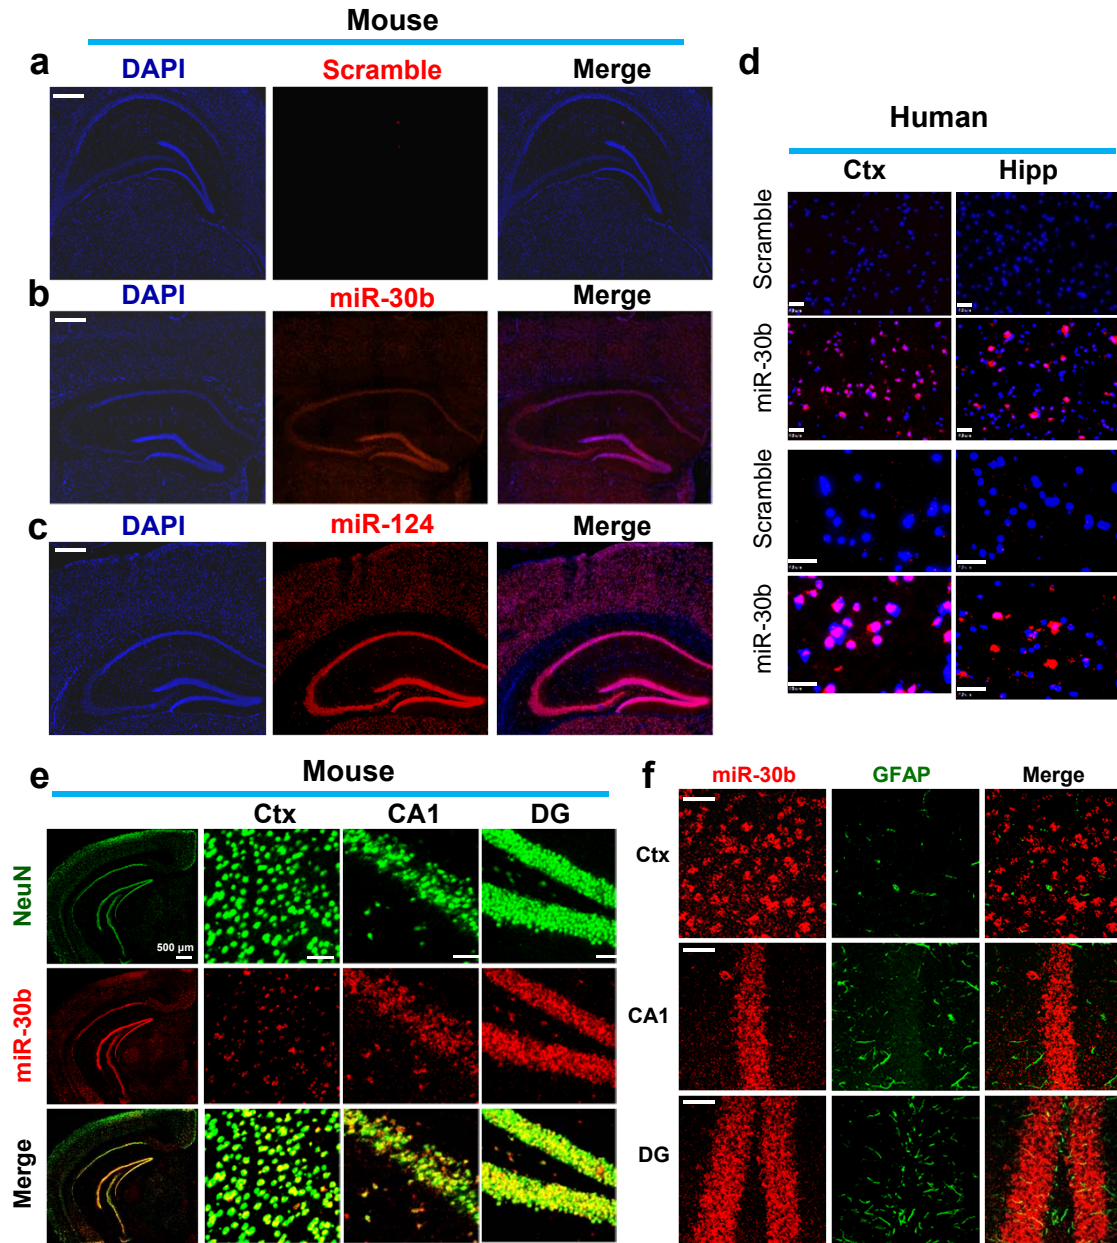 Mouse
a
DAPI
Scramble
Merge
b
DAPI
miR-30b
Merge
c
DAPI
miR-124
Merge
d
Human
Ctx
Hipp
Scramble
miR-30b
Scramble
miR-30b
e
Mouse
Ctx
CA1
DG
NeuN
500 µm
miR-30b
Merge
f
miR-30b
GFAP
Merge
Ctx
CA1
DG